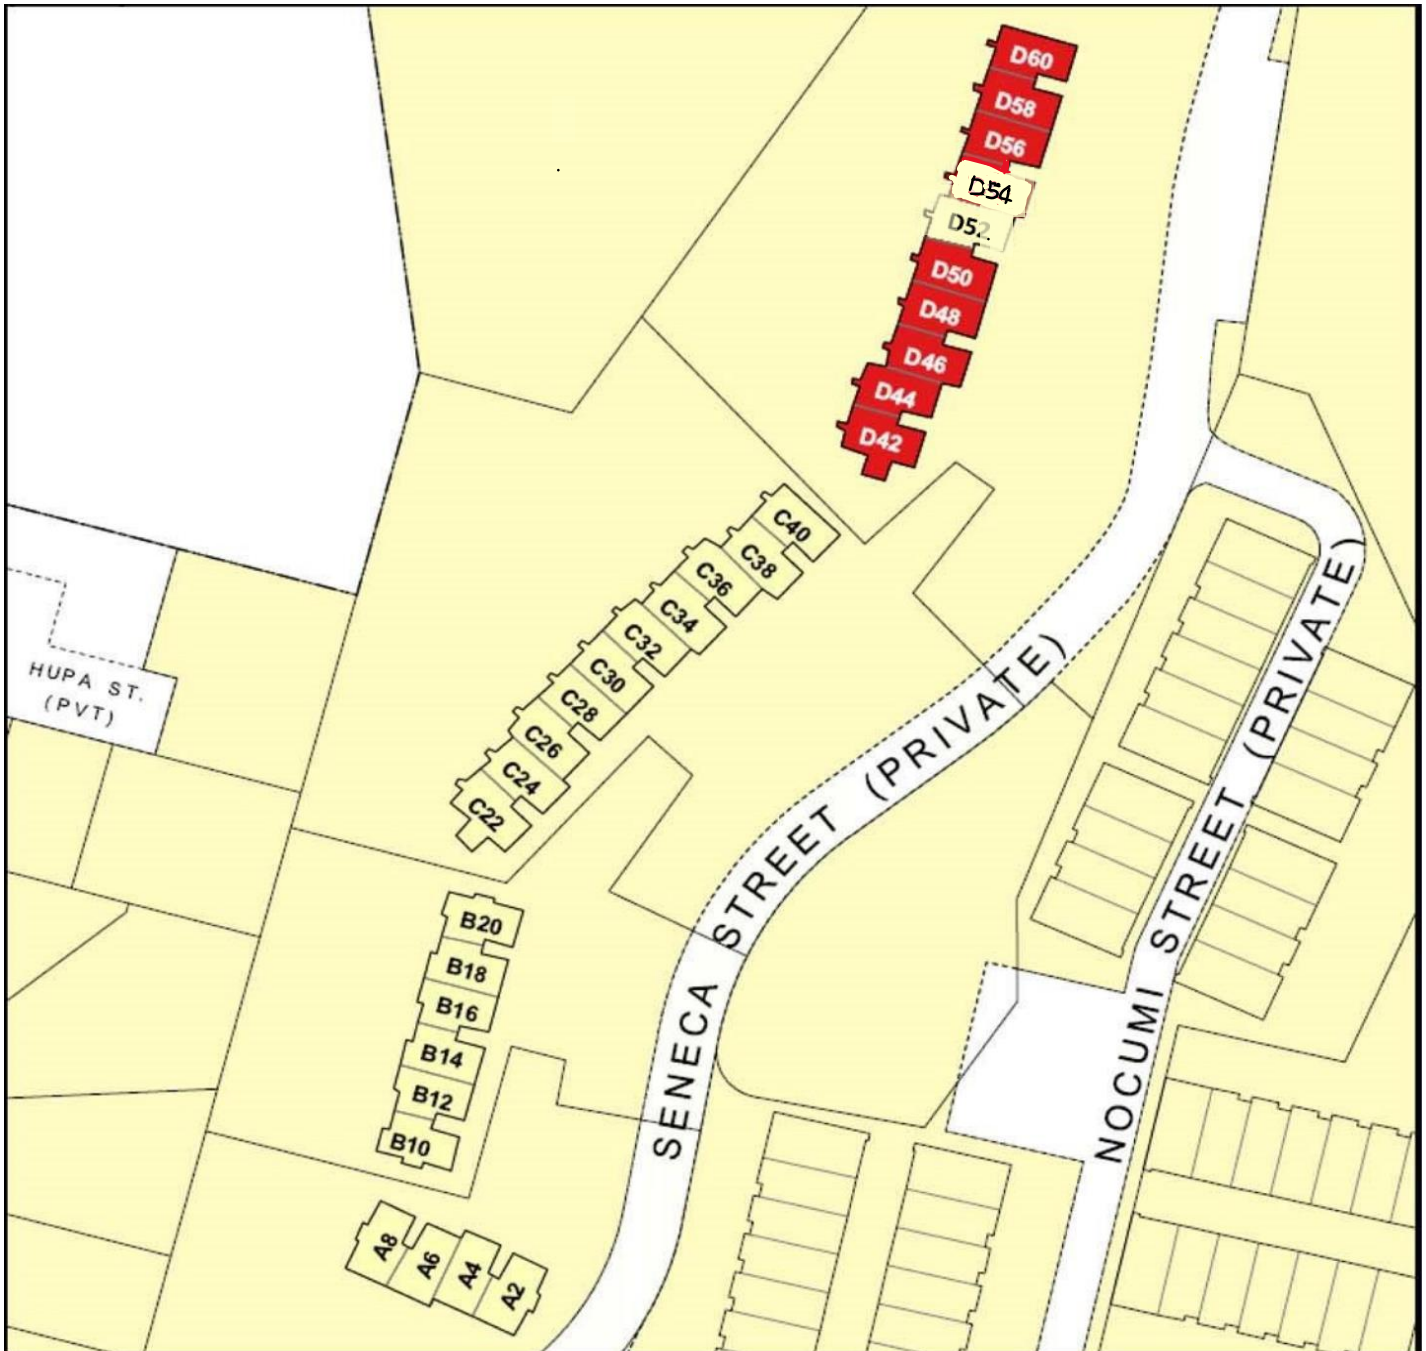 D60
D58
D56
D54
D52
D50
D48
D46
D44
D42
C40
C38
C36
C34
C32
C30
C28
C26
C24
C22
HUPA ST.
(PVT)
B20
B18
B16
B14
B12
B10
A8
A6
A4
A2
SENECA STREET (PRIVATE)
NOCUMI STREET (PRIVATE)